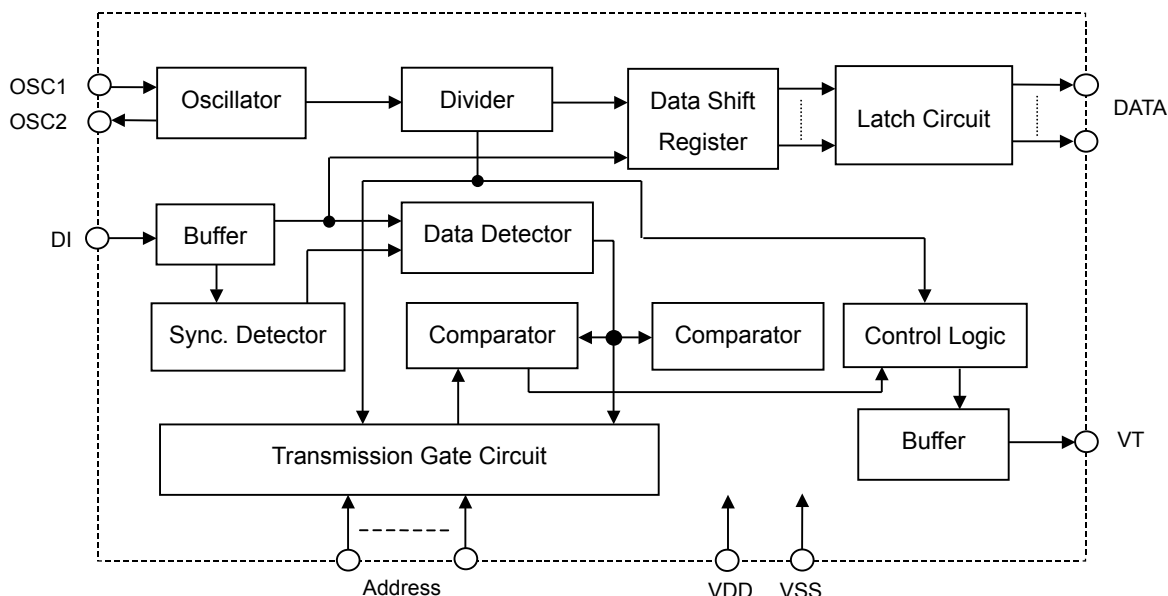 OSC1
OSC2
Oscillator
Divider
Data Shift
Register
Latch Circuit
DATA
DI
Buffer
Data Detector
Sync. Detector
Comparator
Comparator
Control Logic
Transmission Gate Circuit
Buffer
VT
Address
VDD
VSS